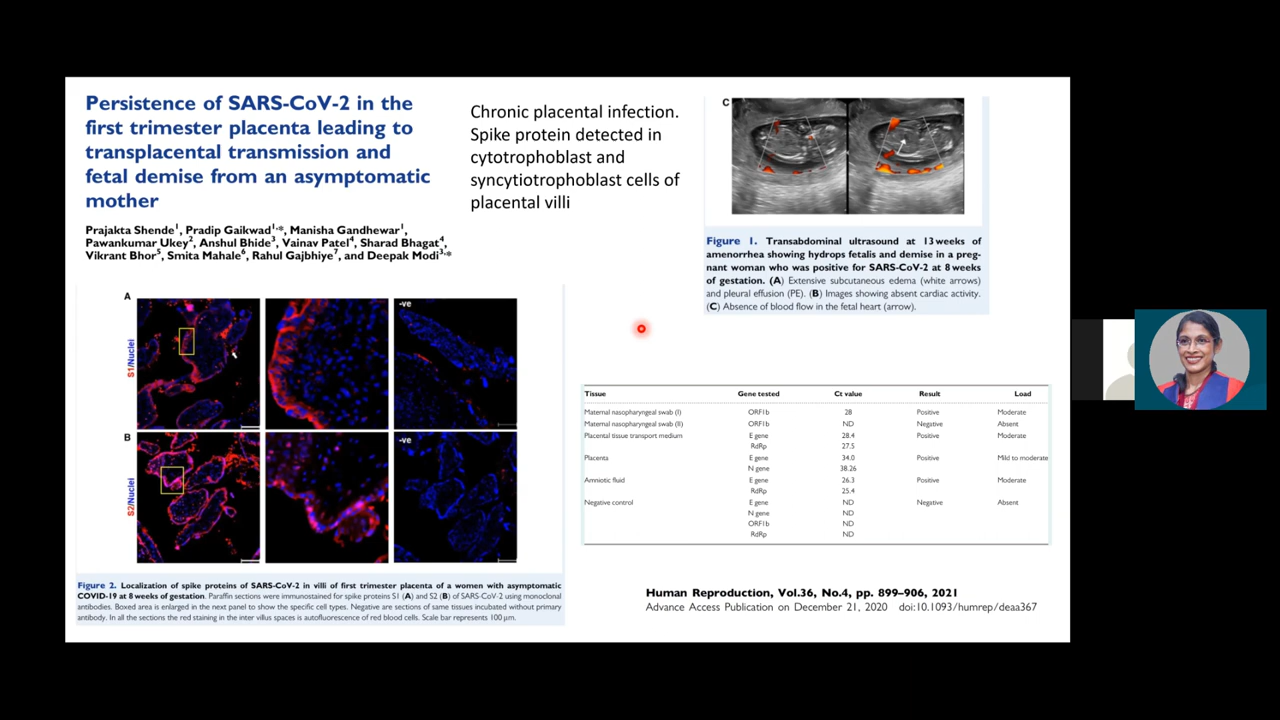 Persistence of SARS-CoV-2 in the
first trimester placenta leading to
transplacental transmission and
fetal demise from an asymptomatic
mother
Prajakta Shende1, Pradip Gaikwad1,*, Manisha Gandhewar1,
Pawankumar Ukey2, Anshul Bhide3, Vainav Patel4, Sharad Bhagat4,
Vikrant Bhor5, Smita Mahale6, Rahul Gajbhiye7, and Deepak Modi3,*
Chronic placental infection.
Spike protein detected in
cytotrophoblast and
syncytiotrophoblast cells of
placental villi
C
Figure 1. Transabdominal ultrasound at 13 weeks of
amenorrhea showing hydrops fetalis and demise in a preg-
nant woman who was positive for SARS-CoV-2 at 8 weeks
of gestation. (A) Extensive subcutaneous edema (white arrows)
and pleural effusion (PE). (B) Images showing absent cardiac activity.
(C) Absence of blood flow in the fetal heart (arrow).
A
S1/Nuclei
-ve
B
S2/Nuclei
-ve
Figure 2. Localization of spike proteins of SARS-CoV-2 in villi of first trimester placenta of a women with asymptomatic
COVID-19 at 8 weeks of gestation. Paraffin sections were immunostained for spike proteins S1 (A) and S2 (B) of SARS-CoV-2 using monoclonal
antibodies. Boxed area is enlarged in the next panel to show the specific cell types. Negative are sections of same tissues incubated without primary
antibody. In all the sections the red staining in the inter villus spaces is autofluorescence of red blood cells. Scale bar represents 100 μm.
Tissue Gene tested Ct value Result Load
Maternal nasopharyngeal swab (I) ORF1b 28 Positive Moderate
Maternal nasopharyngeal swab (II) ORF1b ND Negative Absent
Placental tissue transport medium E gene 28.4 Positive Moderate
RdRp 27.5
Placenta E gene 34.0 Positive Mild to moderate
N gene 38.26
Amniotic fluid E gene 26.3 Positive Moderate
RdRp 25.4
Negative control E gene ND Negative Absent
N gene ND
ORF1b ND
RdRp ND
Human Reproduction, Vol.36, No.4, pp. 899–906, 2021
Advance Access Publication on December 21, 2020 doi:10.1093/humrep/deaa367